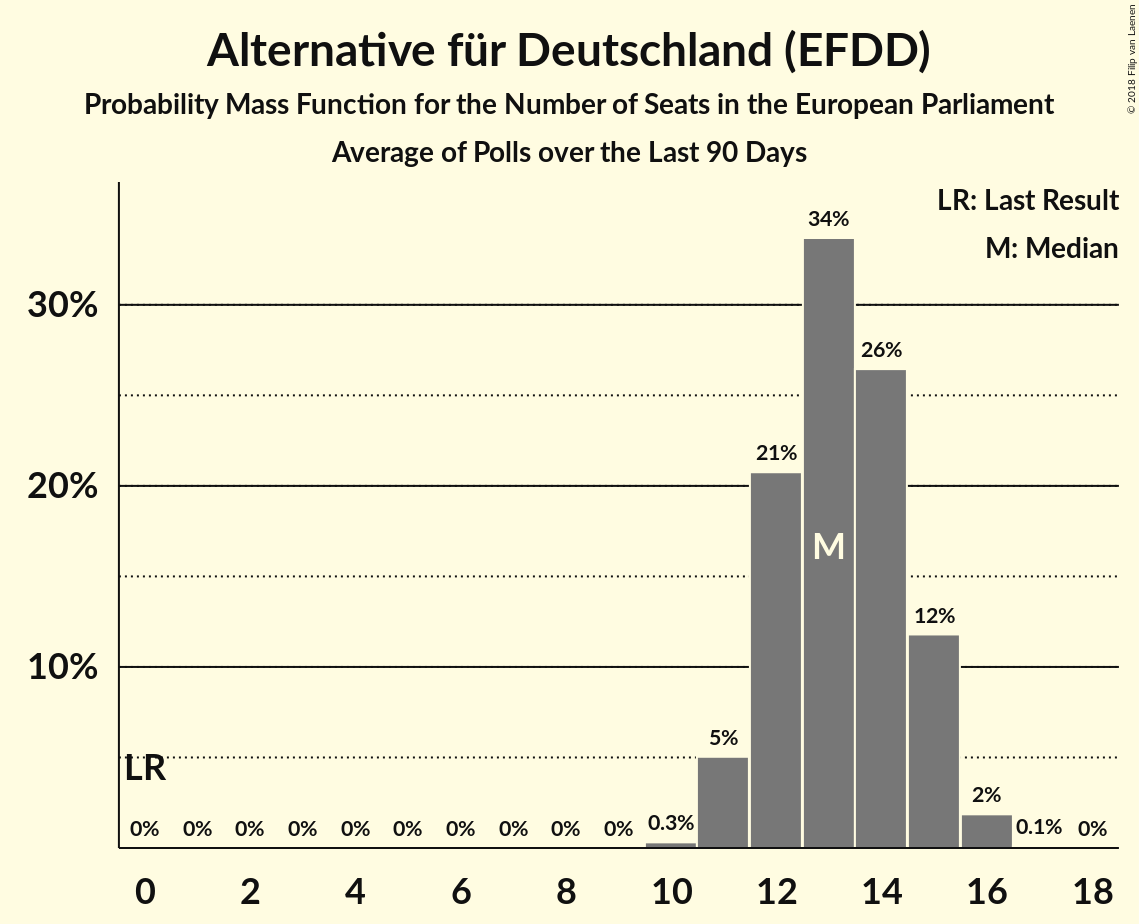 Alternative für Deutschland (EFDD)
Probability Mass Function for the Number of Seats in the European Parliament
Average of Polls over the Last 90 Days
© 2018 Filip van Laenen
LR: Last Result
M: Median
34%
30%
26%
21%
20%
M
12%
10%
5%
LR
2%
0% 0% 0% 0% 0% 0% 0% 0% 0% 0% 0.3% 0.1% 0%
0 2 4 6 8 10 12 14 16 18